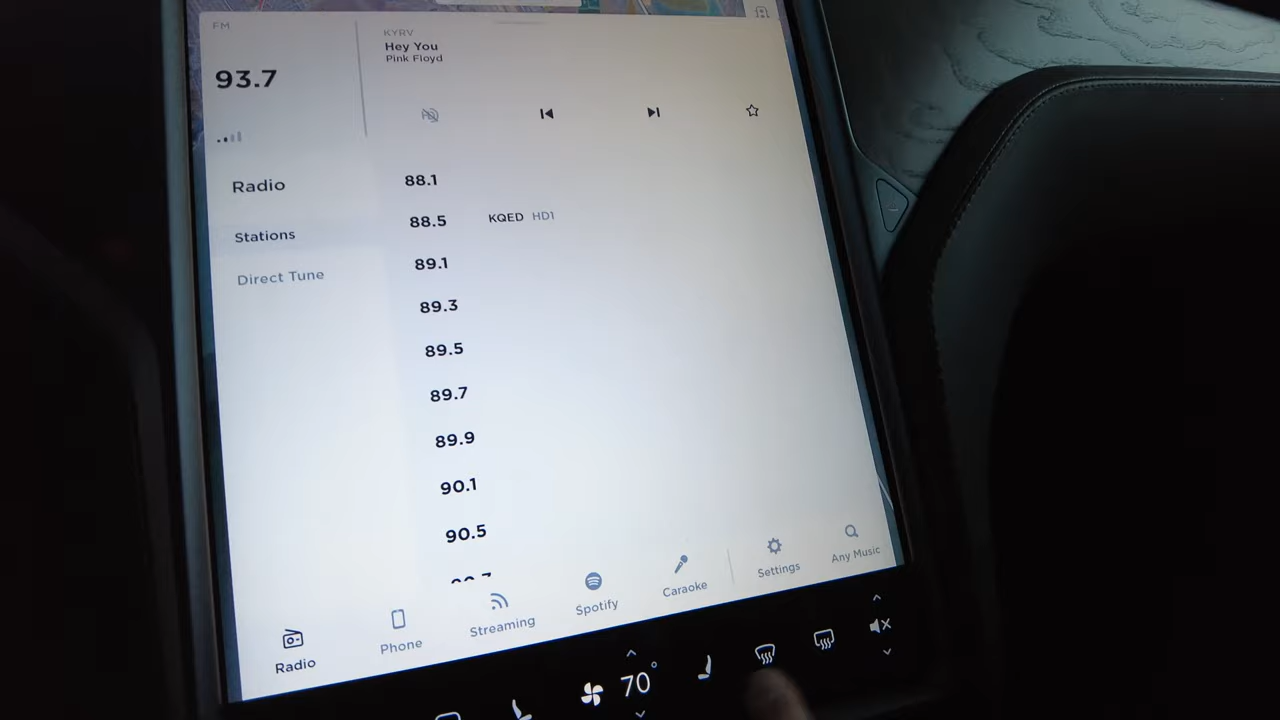 FM
93.7
KYRV
Hey You
Pink Floyd
Radio
Stations
Direct Tune
88.1
88.5 KQED HD1
89.1
89.3
89.5
89.7
89.9
90.1
90.5
Radio
Phone
Streaming
Spotify
Caraoke
Settings
Any Music
70°